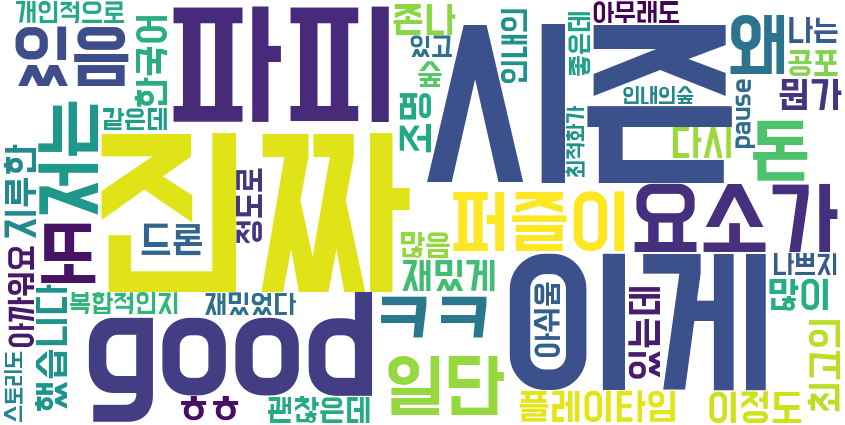 개인적으로
존나
아무래도
있음
한국어
파피
있고
인내의
좋은데
시즌
왜
나는
공포
숲
인내의숲
뭔가
같은데
조명
최적화가
pause
다시
돈
지루한
저는
진짜
정도로
드론
퍼즐이
요소가
또
많음
재밌게
이게
나쁘지
아까워요
복합적인지
재밌었다
ㅋㅋ
아쉬움
있는데
많이
스토리도
했습니다
good
ㅎㅎ
괜찮은데
일단
플레이타임
이정도
최고의